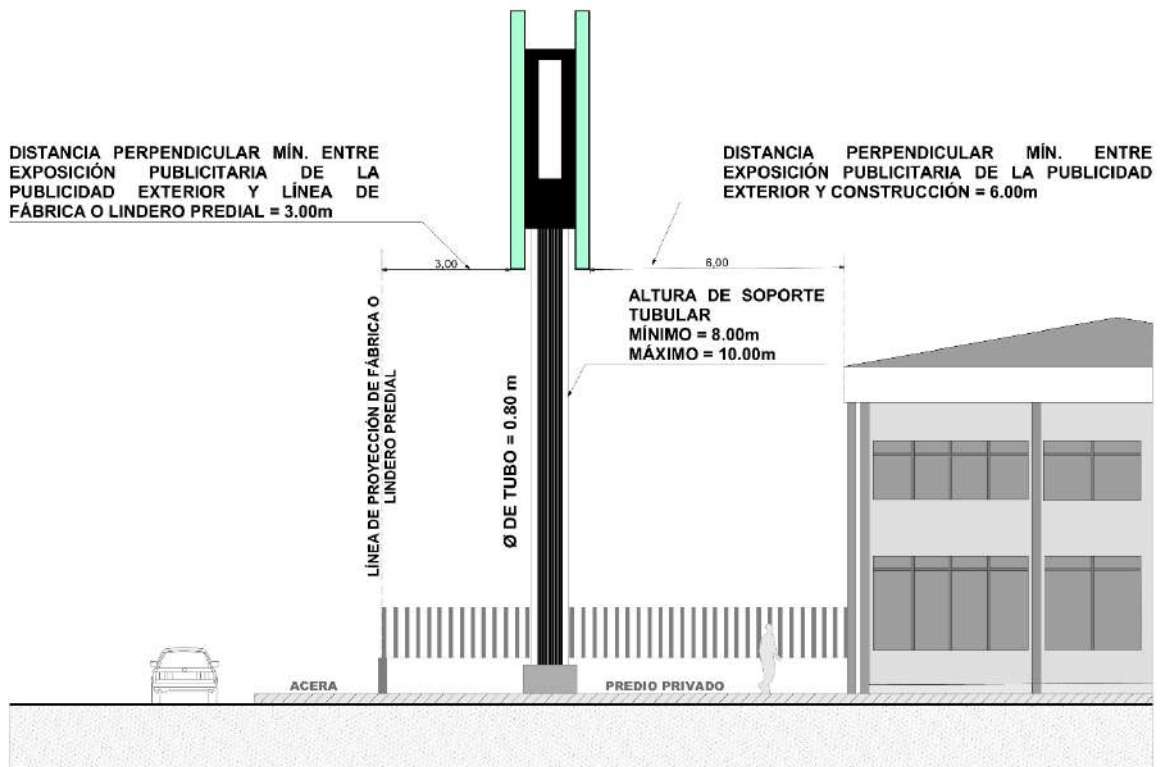 DISTANCIA PERPENDICULAR MÍN. ENTRE
EXPOSICIÓN PUBLICITARIA DE LA
PUBLICIDAD EXTERIOR Y LÍNEA DE
FÁBRICA O LINDERO PREDIAL = 3.00m
DISTANCIA PERPENDICULAR MÍN. ENTRE
EXPOSICIÓN PUBLICITARIA DE LA PUBLICIDAD
EXTERIOR Y CONSTRUCCIÓN = 6.00m
3,00
6,00
ALTURA DE SOPORTE
TUBULAR
MÍNIMO = 8.00m
MÁXIMO = 10.00m
LÍNEA DE PROYECCIÓN DE FÁBRICA O
LINDERO PREDIAL
Ø DE TUBO = 0.80 m
ACERA
PREDIO PRIVADO